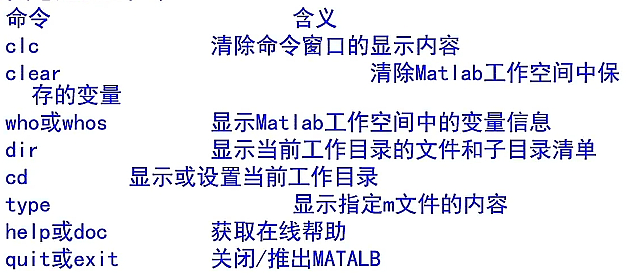 命令 含义
clc 清除命令窗口的显示内容
clear 清除Matlab工作空间中保
存的变量
who或whos 显示Matlab工作空间中的变量信息
dir 显示当前工作目录的文件和子目录清单
cd 显示或设置当前工作目录
type 显示指定m文件的内容
help或doc 获取在线帮助
quit或exit 关闭/推出MATALB